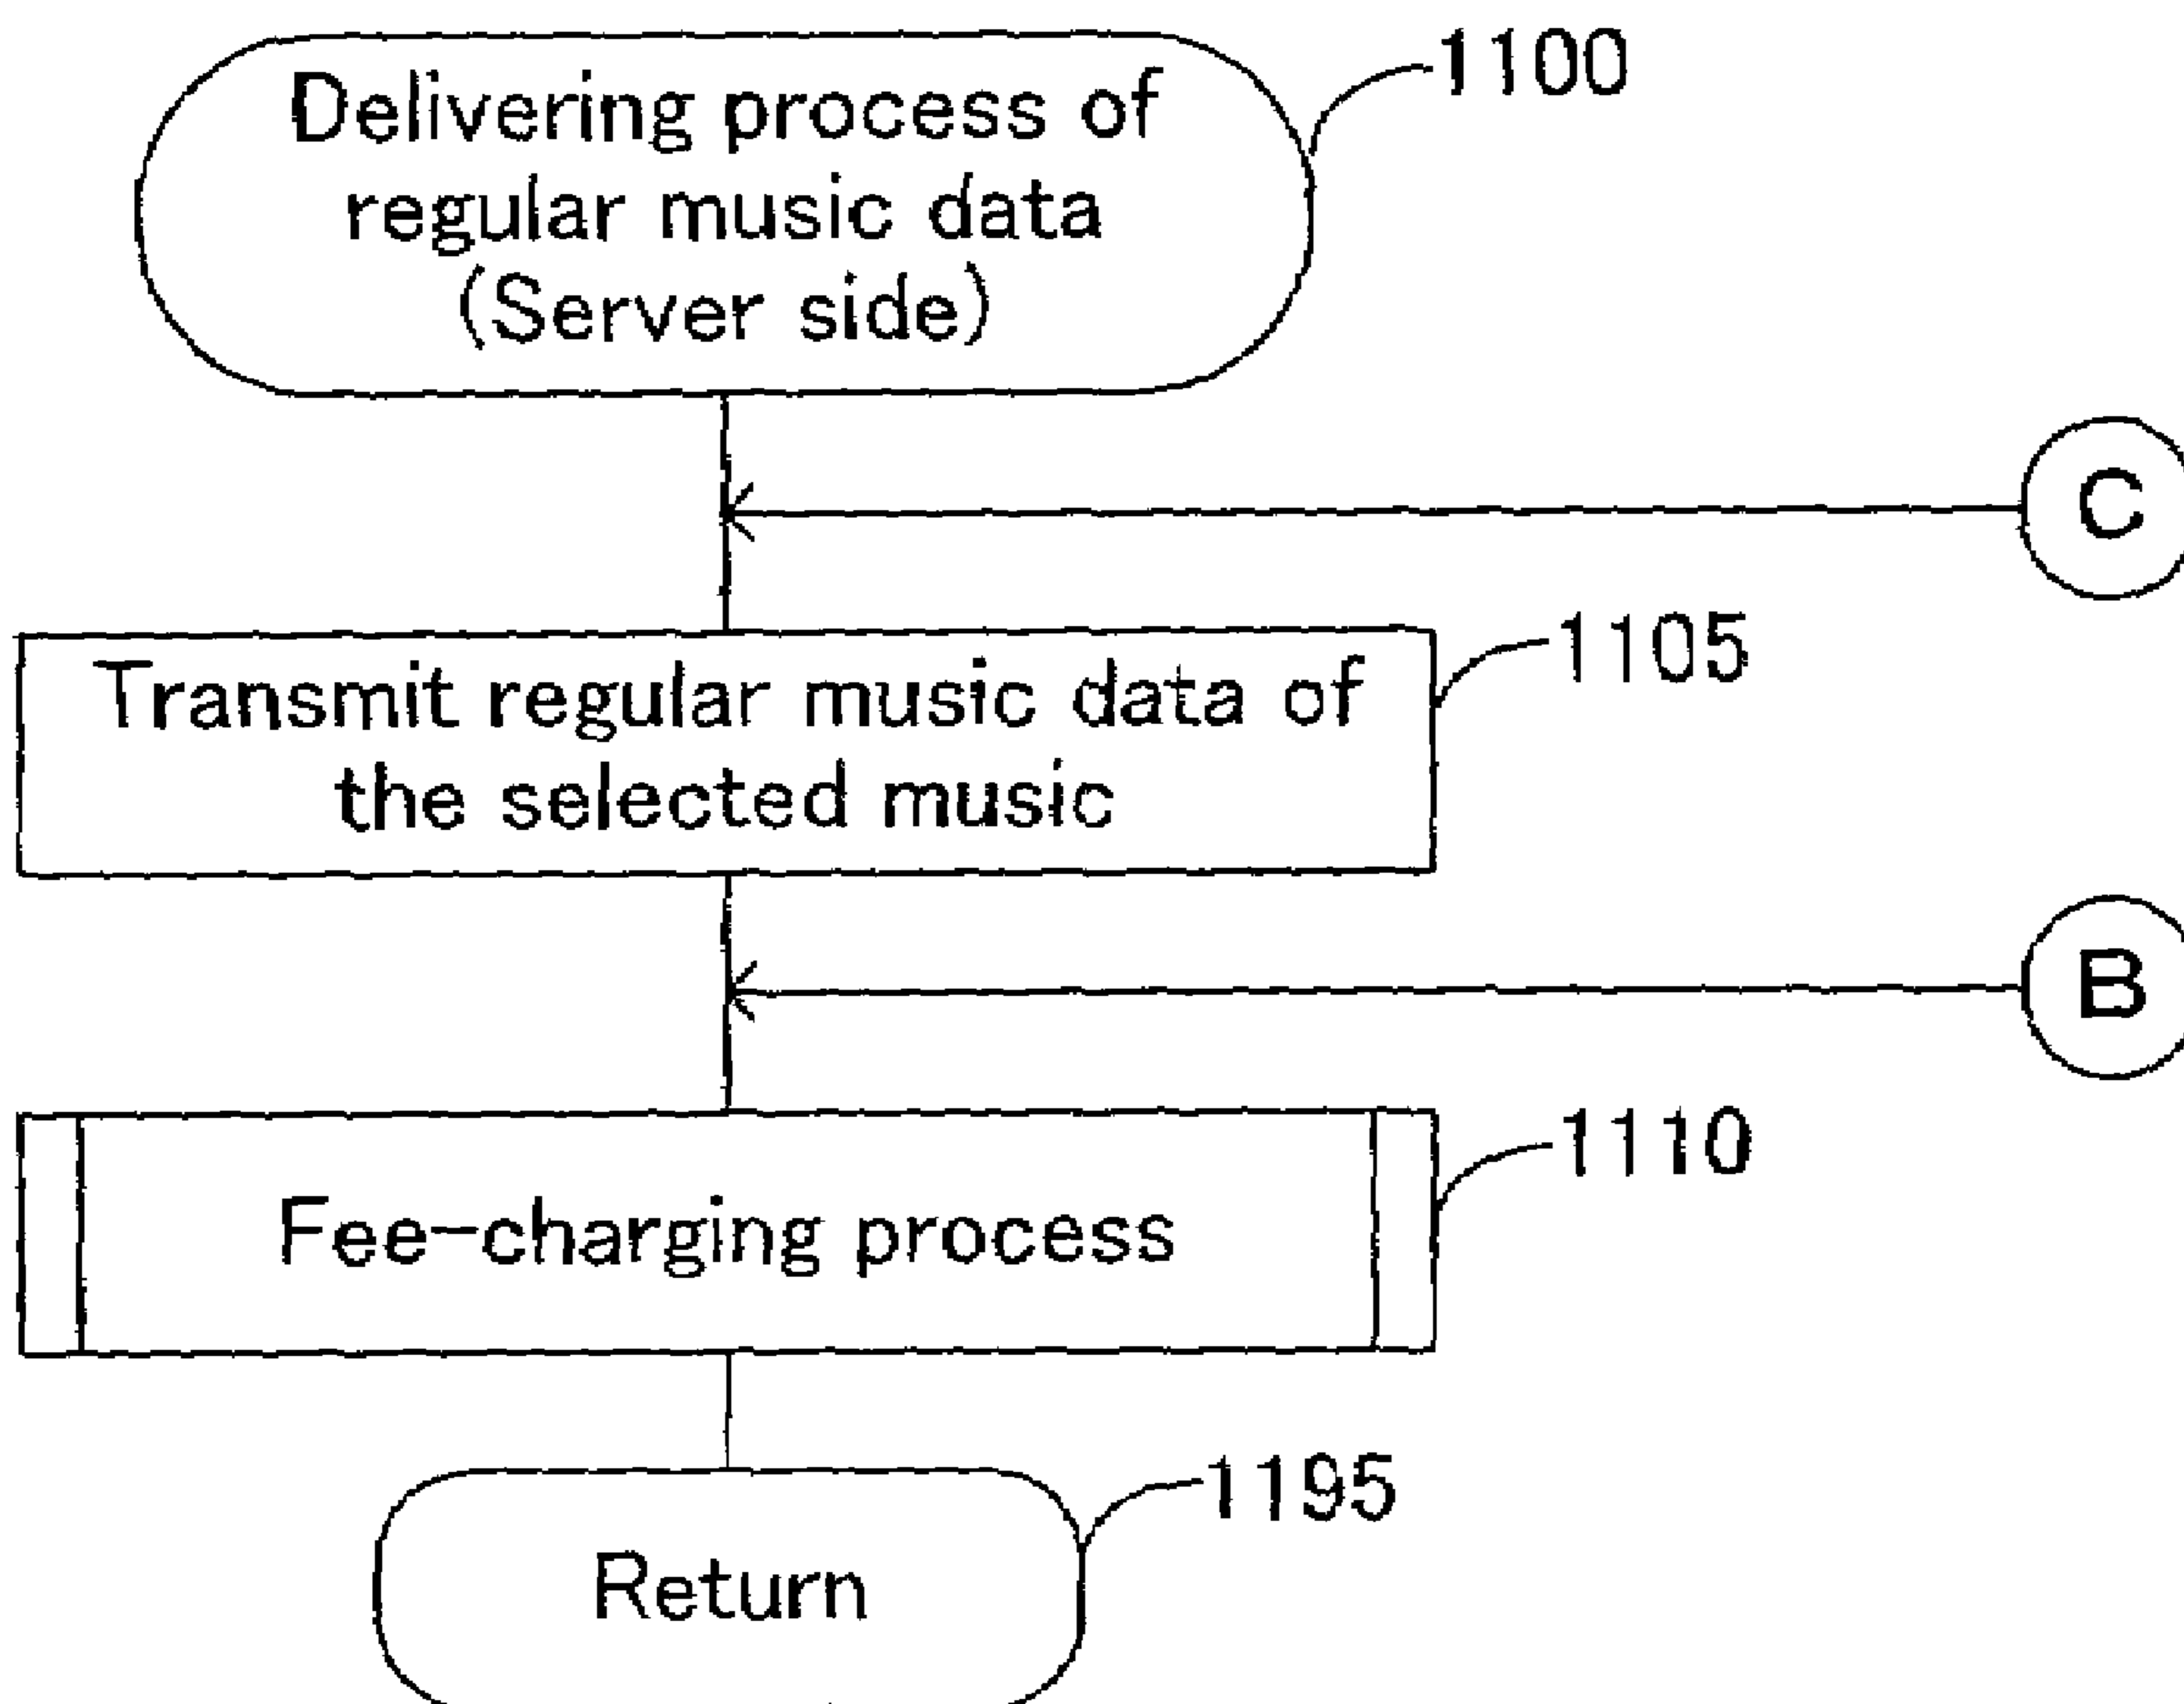 Delivering process of
regular music data
(Server side)
1100
C
Transmit regular music data of
the selected music
1105
B
Fee-charging process
1110
Return
1195